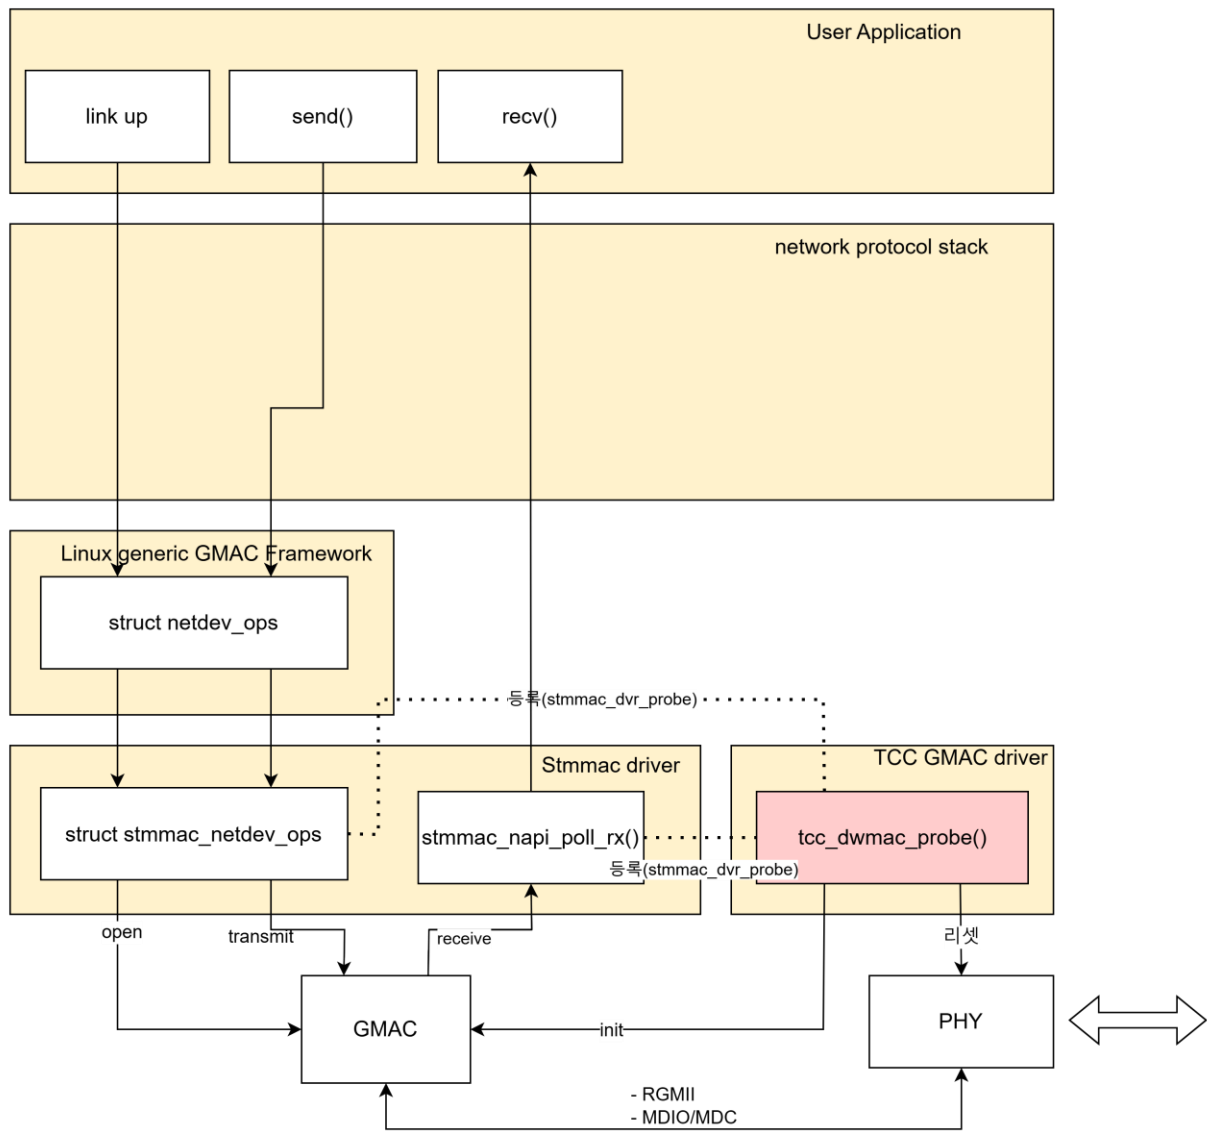 User Application
link up
send()
recv()
network protocol stack
Linux generic GMAC Framework
struct netdev_ops
등록(stmmac_dvr_probe)
Stmmac driver
TCC GMAC driver
struct stmmac_netdev_ops
stmmac_napi_poll_rx()
tcc_dwmac_probe()
등록(stmmac_dvr_probe)
open
transmit
receive
리셋
GMAC
init
PHY
- RGMII
- MDIO/MDC